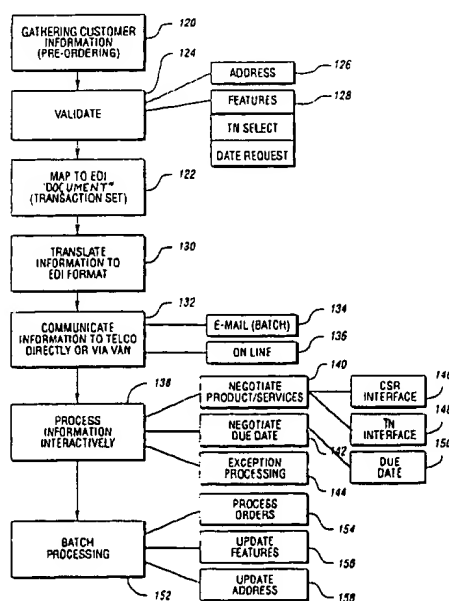 GATHERING CUSTOMER
INFORMATION
(PRE-ORDERING)
120
124
VALIDATE
ADDRESS
126
FEATURES
128
TN SELECT
DATE REQUEST
MAP TO EDI
"DOCUMENT"
(TRANSACTION SET)
122
TRANSLATE
INFORMATION TO
EDI FORMAT
130
132
COMMUNICATE
INFORMATION TO TELCO
DIRECTLY OR VIA VAN
E-MAIL (BATCH)
134
ON LINE
136
138
PROCESS
INFORMATION
INTERACTIVELY
140
NEGOTIATE
PRODUCT/SERVICES
CSR
INTERFACE
146
TN
INTERFACE
148
NEGOTIATE
DUE DATE
142
DUE
DATE
150
EXCEPTION
PROCESSING
144
BATCH
PROCESSING
152
PROCESS
ORDERS
154
UPDATE
FEATURES
156
UPDATE
ADDRESS
158